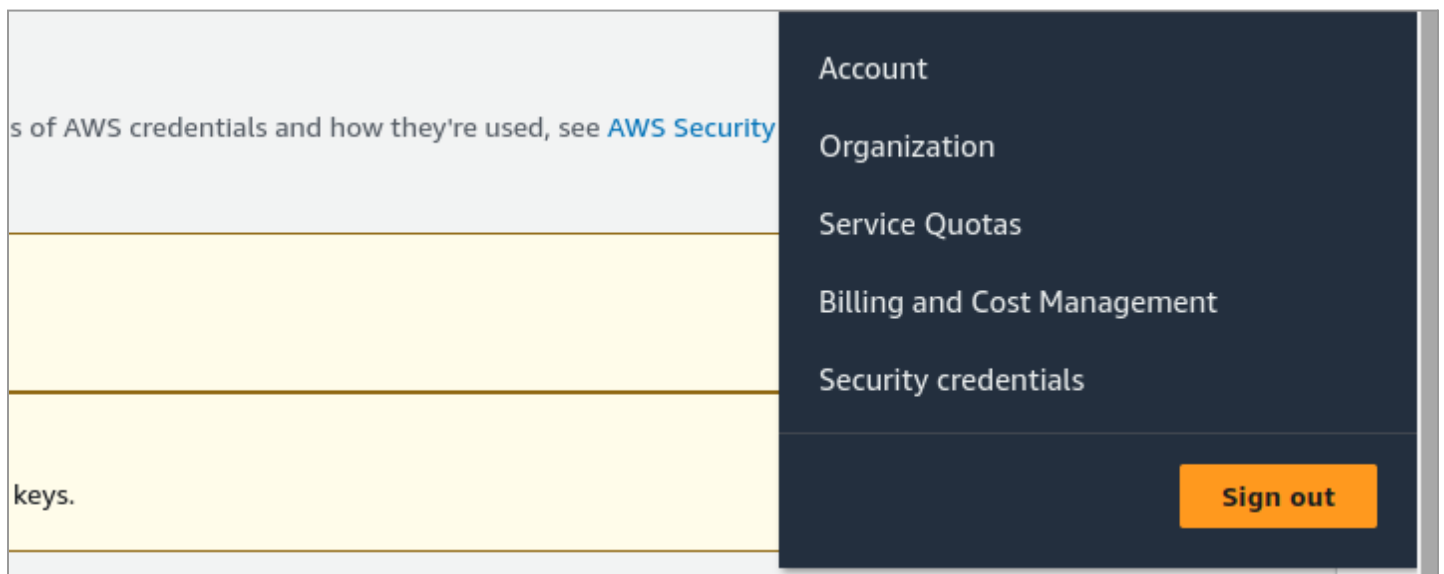 Account
s of AWS credentials and how they're used, see AWS Security
Organization
Service Quotas
Billing and Cost Management
Security credentials
keys.
Sign out